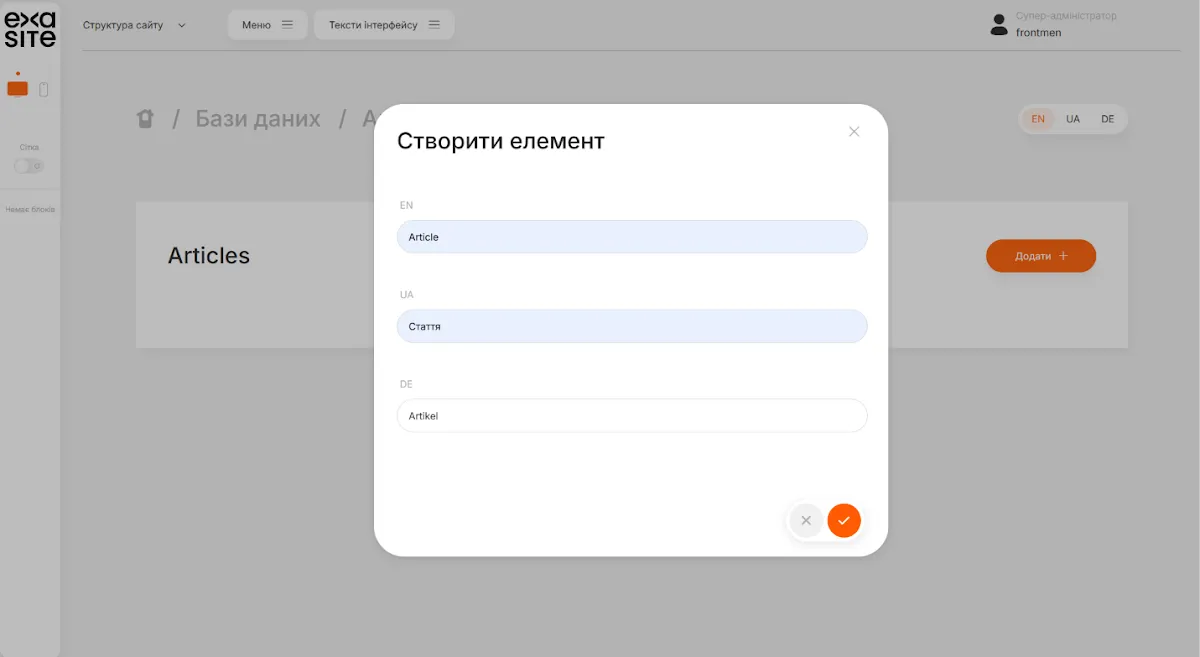 exa
site
Структура сайту
Меню
Тексти інтерфейсу
Супер-адміністратор
frontmen
/ Бази даних / A
EN UA DE
Сітка
Немає блоків
Articles
Додати
Створити елемент
EN
Article
UA
Стаття
DE
Artikel